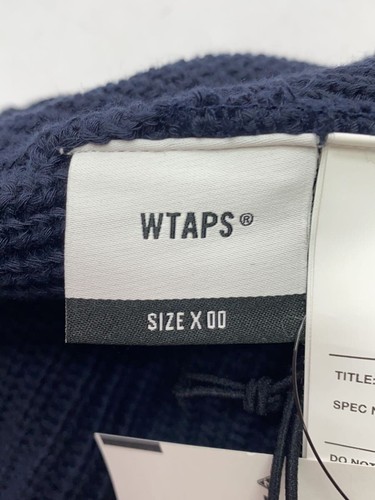 WTAPS®
SIZE X 00
TITLE:
SPEC N
DO NOT